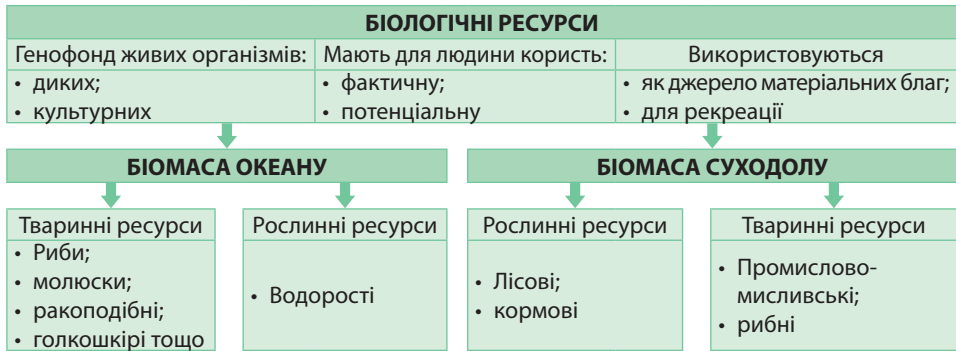 БІОЛОГІЧНІ РЕСУРСИ
Генофонд живих організмів:
• диких;
• культурних
Мають для людини користь:
• фактичну;
• потенціальну
Використовуються
• як джерело матеріальних благ;
• для рекреації
БІОМАСА ОКЕАНУ
БІОМАСА СУХОДОЛУ
Тваринні ресурси
• Риби;
• молюски;
• ракоподібні;
• голкошкірі тощо
Рослинні ресурси
• Водорості
Рослинні ресурси
• Лісові;
• кормові
Тваринні ресурси
• Промислово-
мисливські;
• рибні